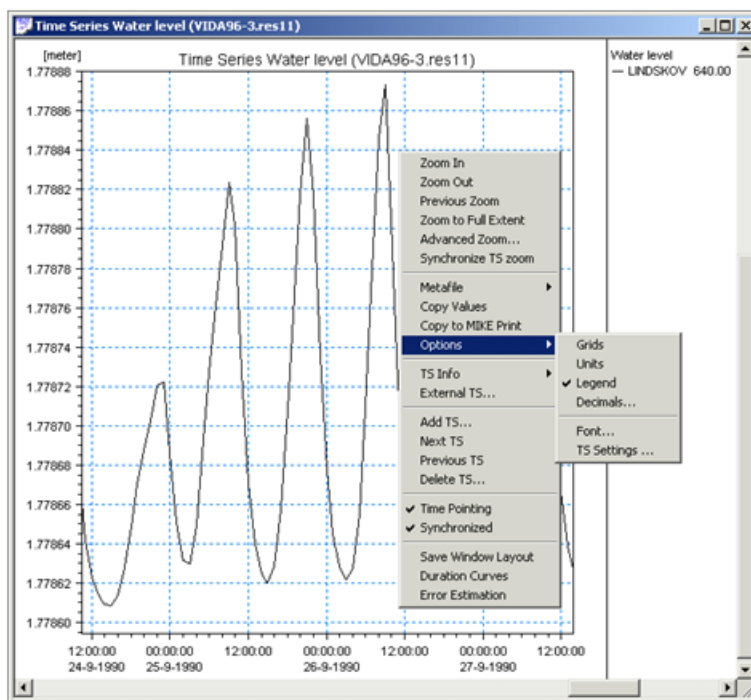 Time Series Water level (VIDA96-3.res11)
[meter]
Time Series Water level (VIDA96-3.res11)
Water level
LINDSKOV 640.00
1.77888
1.77886
1.77884
1.77882
1.77880
1.77878
1.77876
1.77874
1.77872
1.77870
1.77868
1.77866
1.77864
1.77862
1.77860
Zoom In
Zoom Out
Previous Zoom
Zoom to Full Extent
Advanced Zoom...
Synchronize TS zoom
Metafile
Copy Values
Copy to MIKE Print
Options
TS Info
External TS...
Add TS...
Next TS
Previous TS
Delete TS...
Time Pointing
Synchronized
Save Window Layout
Duration Curves
Error Estimation
Grids
Units
Legend
Decimals...
Font...
TS Settings ...
12:00:00 00:00:00 12:00:00 00:00:00 12:00:00 00:00:00 12:00:00
24-9-1990 25-9-1990 26-9-1990 27-9-1990